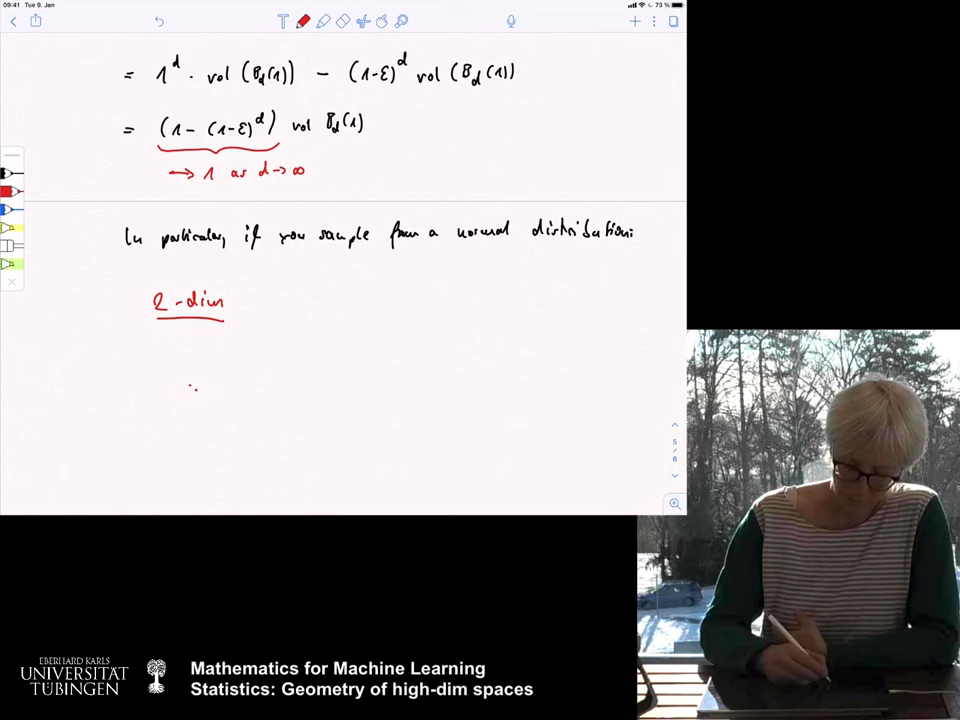 09:41 Tue 9. Jan
73 %
= 1^d · vol (B_d(1)) - (1-ε)^d vol (B_d(1))
= (1 - (1-ε)^d) vol B_d(1)
→ 1 as d → ∞
In particular, if you sample from a normal distribution:
2-dim
5
/
6
EBERHARD KARLS
UNIVERSITÄT
TÜBINGEN
Mathematics for Machine Learning
Statistics: Geometry of high-dim spaces